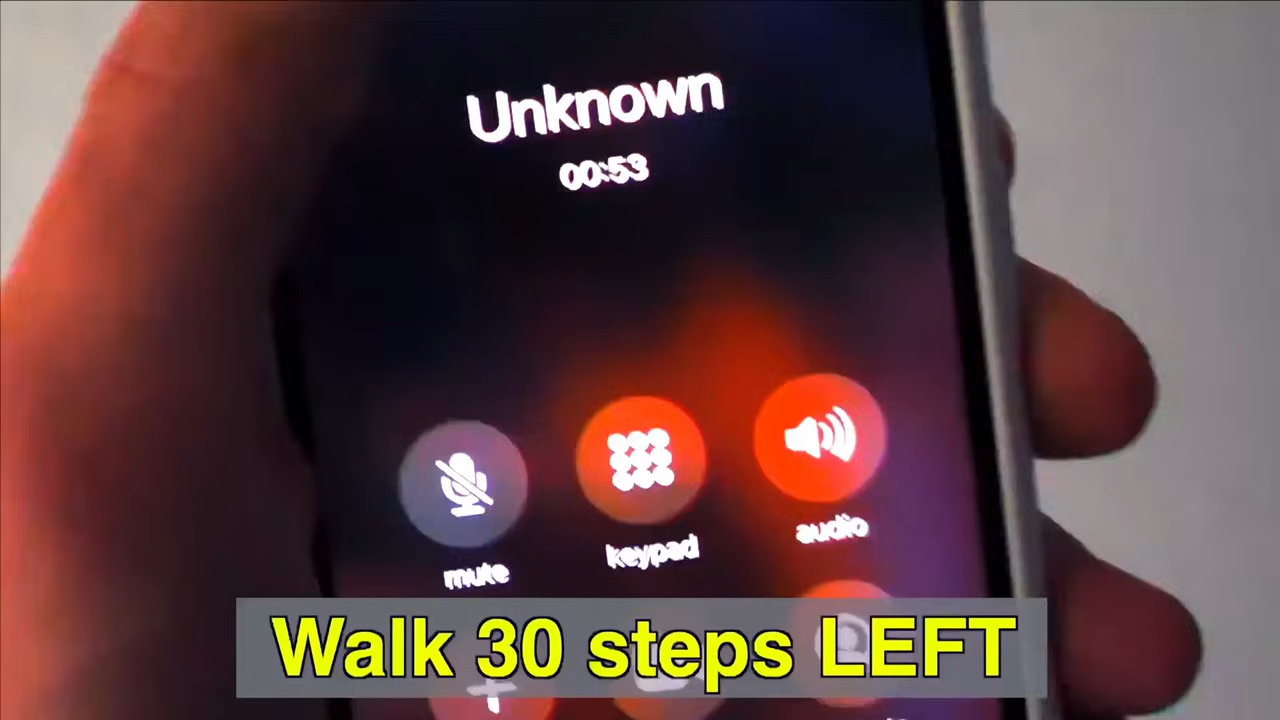 Unknown
00:53
mute
keypad
audio
Walk 30 steps LEFT